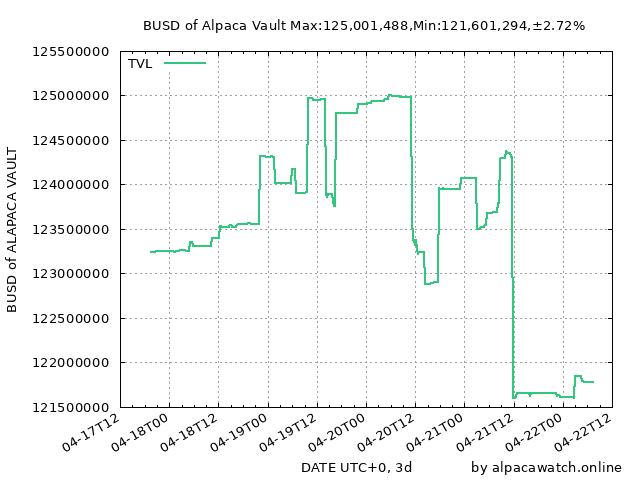 BUSD of Alpaca Vault Max:125,001,488,Min:121,601,294,±2.72%
TVL
BUSD of ALAPACA VAULT
125500000
125000000
124500000
124000000
123500000
123000000
122500000
122000000
121500000
04-17T12
04-18T00
04-18T12
04-19T00
04-19T12
04-20T00
04-20T12
04-21T00
04-21T12
04-22T00
04-22T12
DATE UTC+0, 3d
by alpacawatch.online